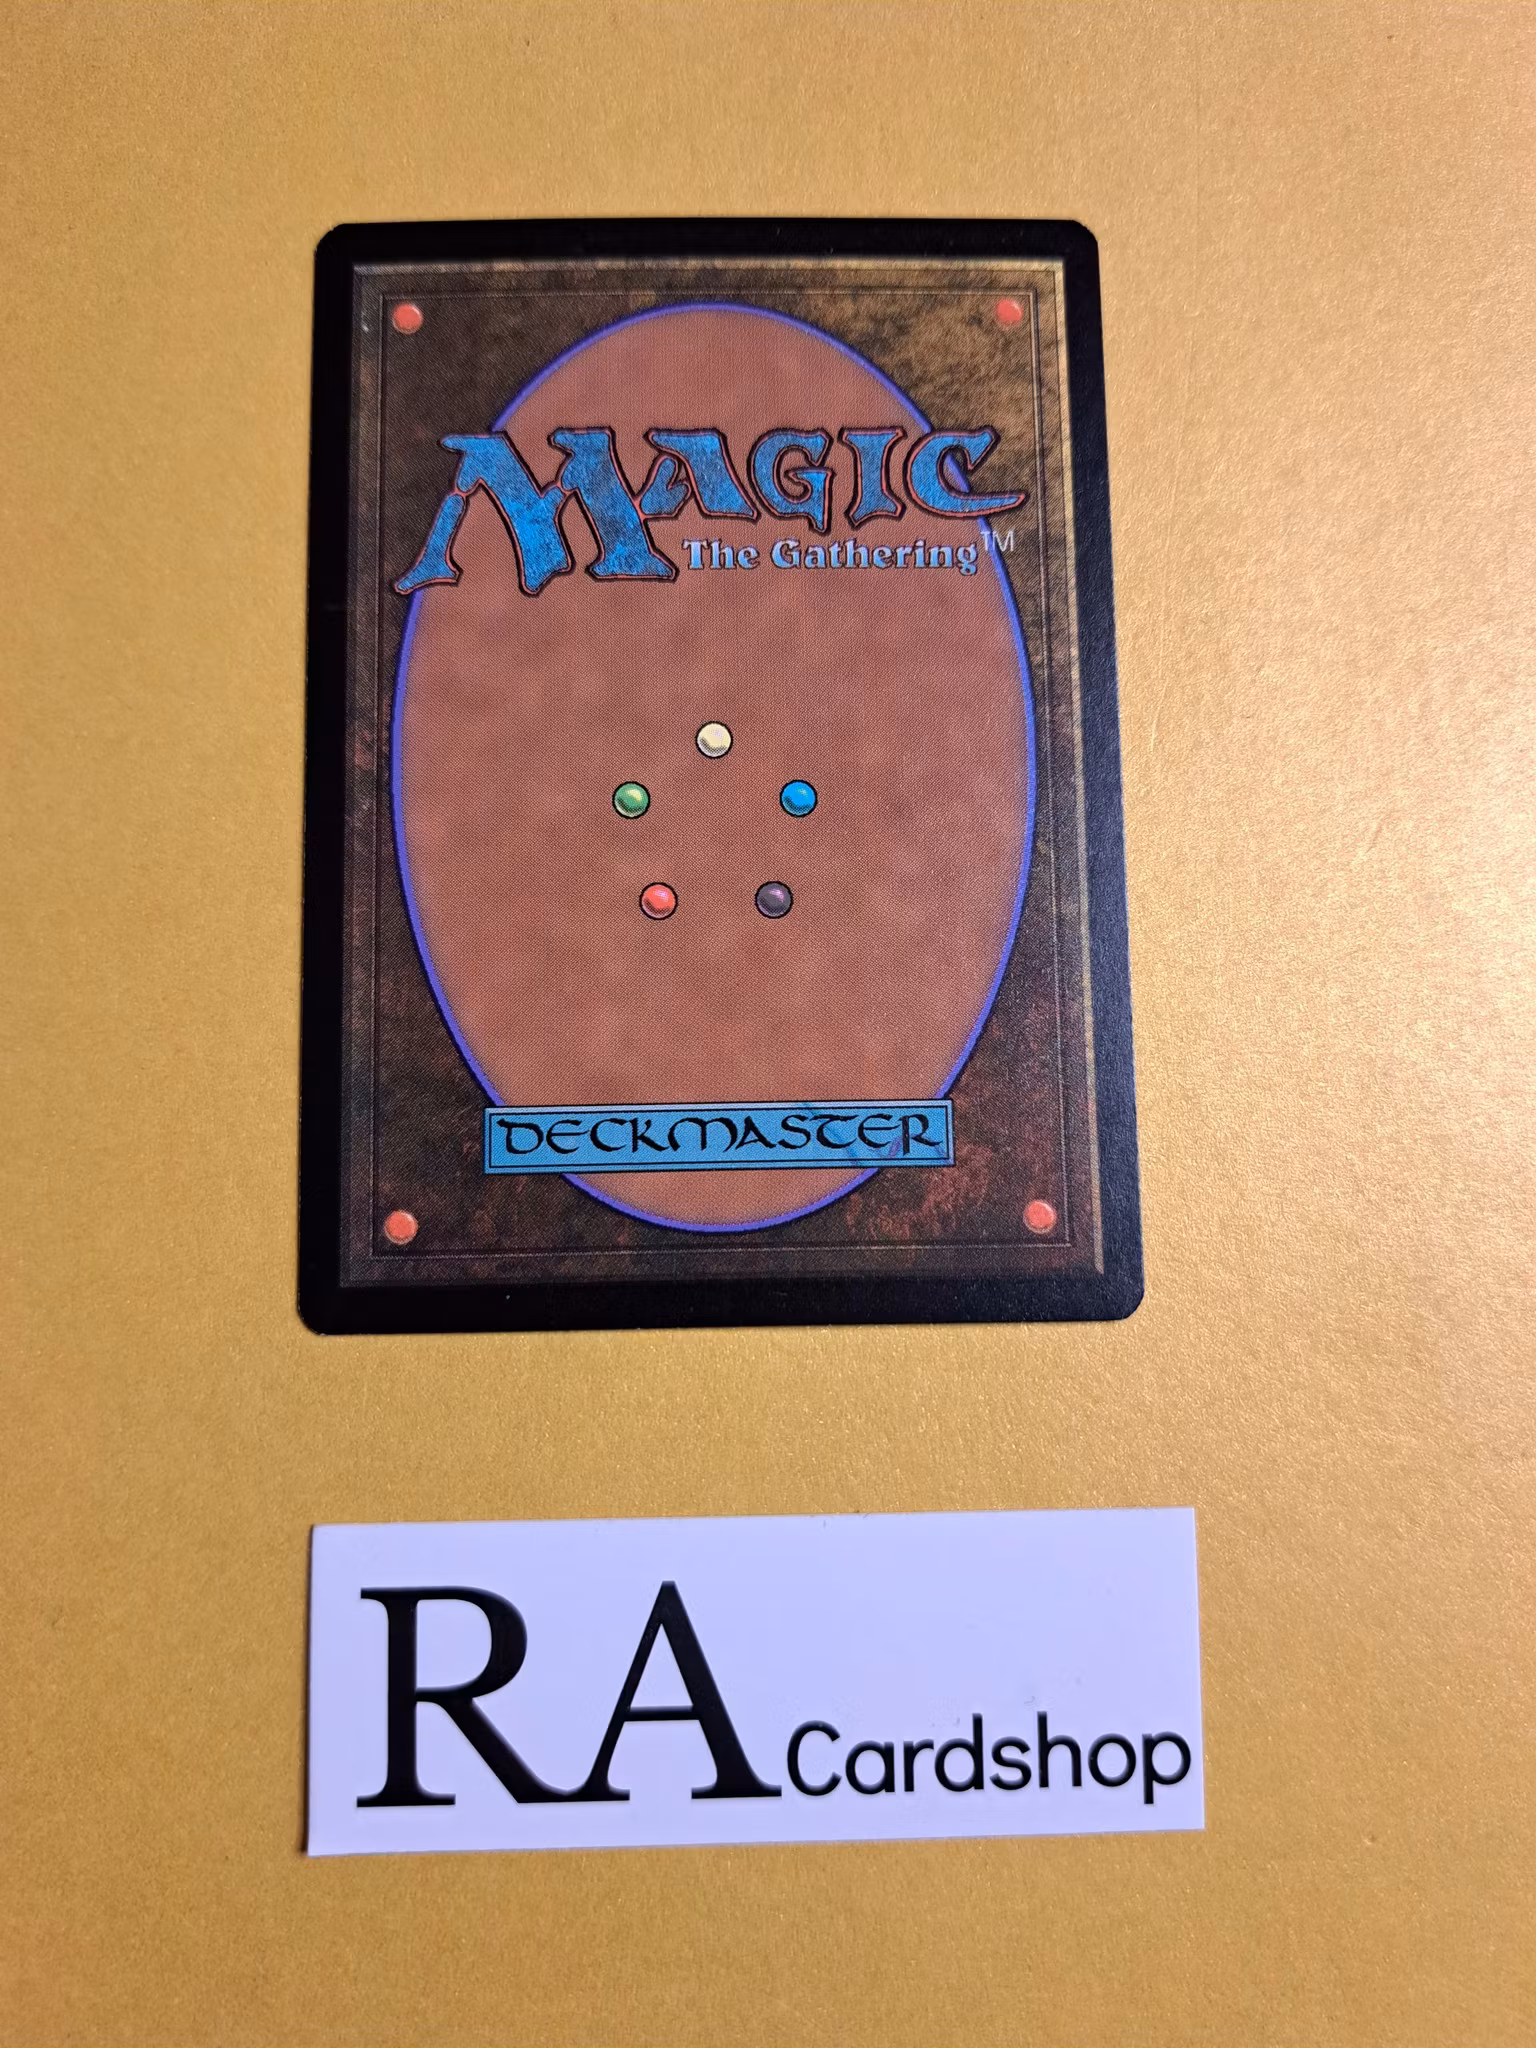 MAGIC
The Gathering™
DECKMASTER
RA Cardshop